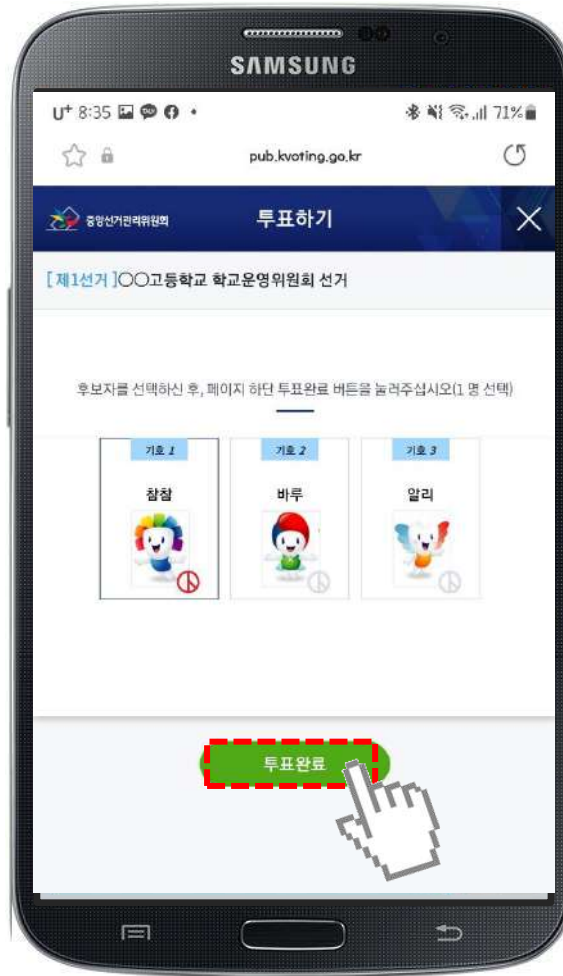 SAMSUNG
U+ 8:35 71%
pub.kvoting.go.kr
중앙선거관리위원회 투표하기
[제1선거]○○고등학교 학교운영위원회 선거
후보자를 선택하신 후, 페이지 하단 투표완료 버튼을 눌러주십시오(1 명 선택)
기호 1 기호 2 기호 3
참참 바루 알리
투표완료